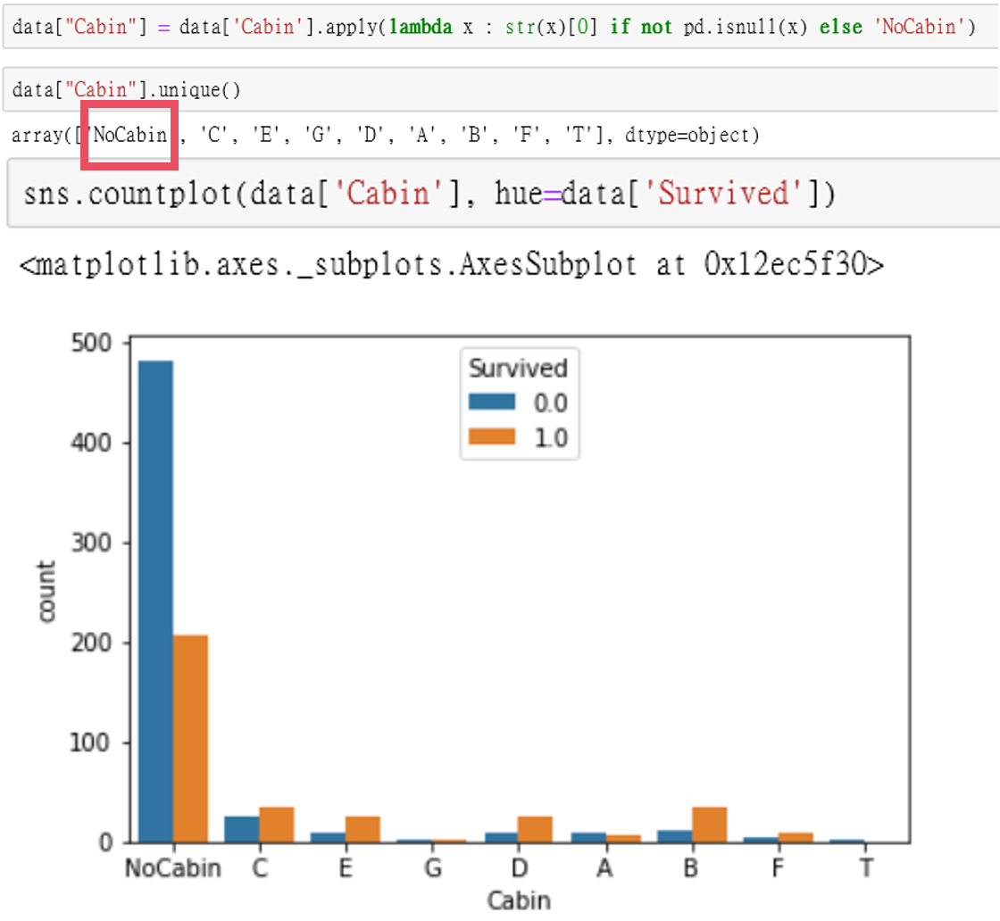 data["Cabin"] = data['Cabin'].apply(lambda x : str(x)[0] if not pd.isnull(x) else 'NoCabin')
data["Cabin"].unique()
array(['NoCabin', 'C', 'E', 'G', 'D', 'A', 'B', 'F', 'T'], dtype=object)
sns.countplot(data['Cabin'], hue=data['Survived'])
<matplotlib.axes._subplots.AxesSubplot at 0x12ec5f30>
Survived
0.0
1.0
500
400
300
200
100
0
count
NoCabin C E G D A B F T
Cabin